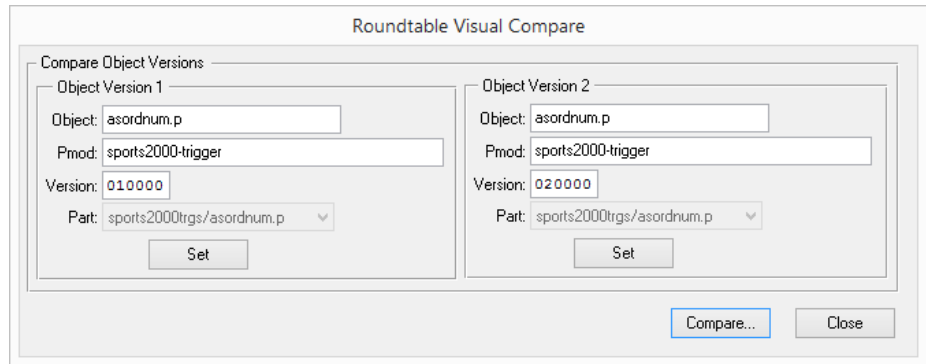 Roundtable Visual Compare
Compare Object Versions
Object Version 1
Object: asordnum.p
Pmod: sports2000-trigger
Version: 010000
Part: sports2000trgs/asordnum.p
Set
Object Version 2
Object: asordnum.p
Pmod: sports2000-trigger
Version: 020000
Part: sports2000trgs/asordnum.p
Set
Compare...
Close